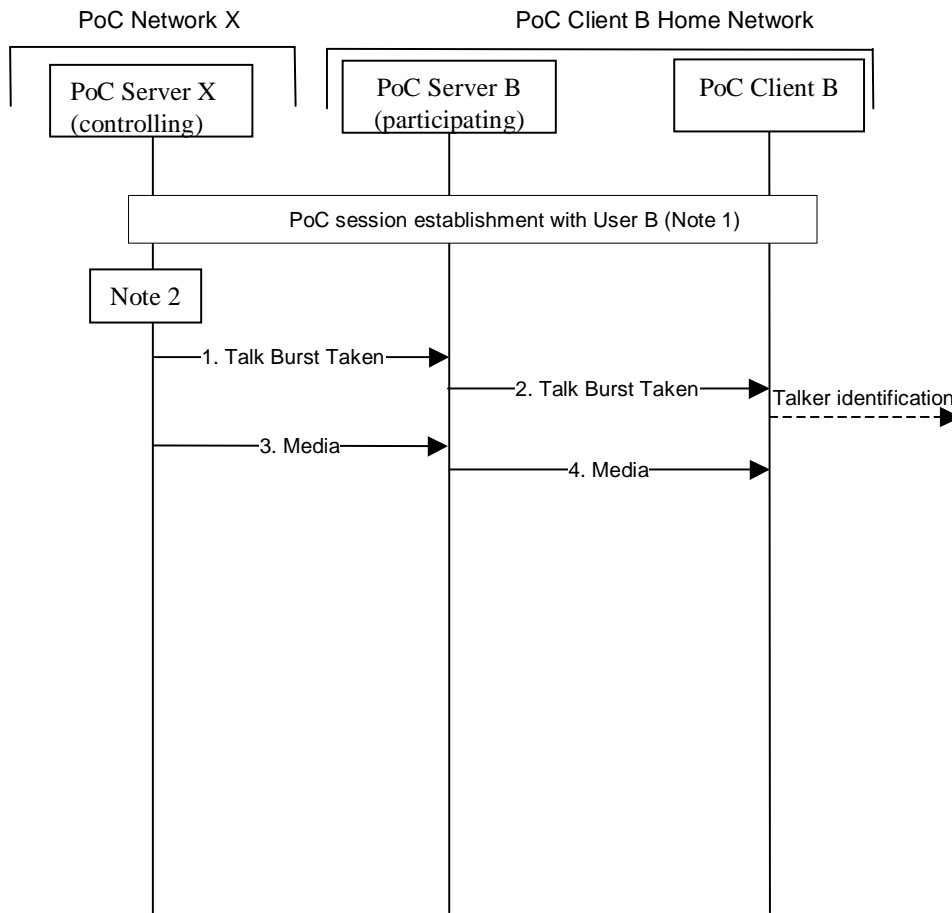 PoC Network X
PoC Client B Home Network
PoC Server X
(controlling)
PoC Server B
(participating)
PoC Client B
PoC session establishment with User B (Note 1)
Note 2
1. Talk Burst Taken
2. Talk Burst Taken
Talker identification
3. Media
4. Media